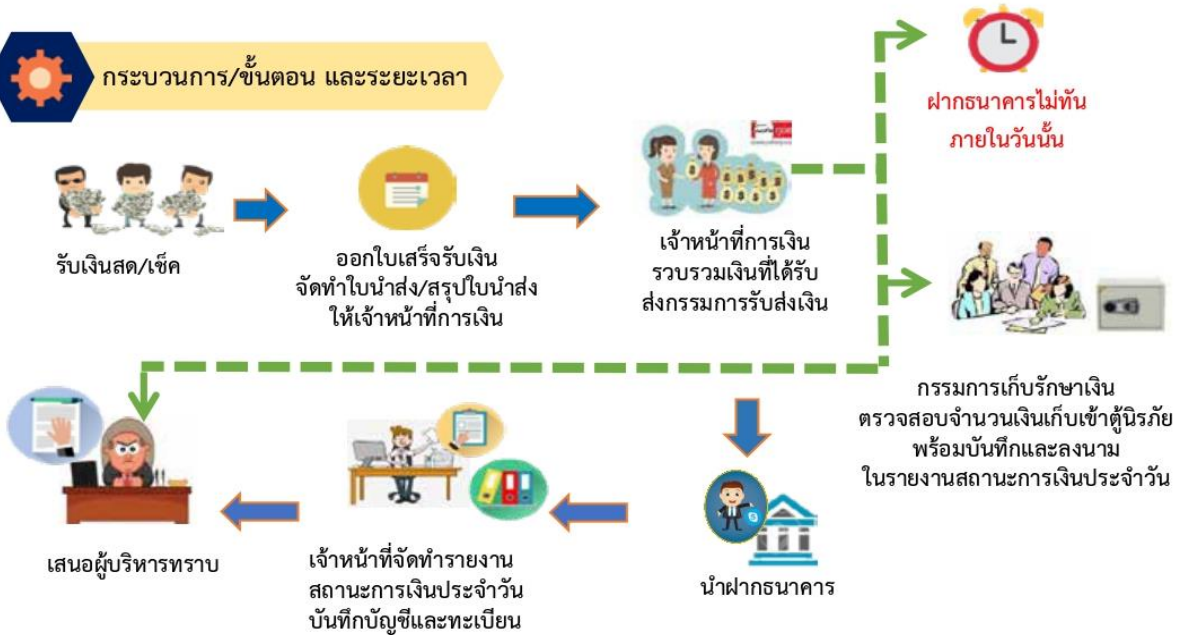 กระบวนการ/ขั้นตอน และระยะเวลา
ฝากธนาคารไม่ทัน
ภายในวันนั้น
รับเงินสด/เช็ค
ออกใบเสร็จรับเงิน
จัดทำใบนำส่ง/สรุปใบนำส่ง
ให้เจ้าหน้าที่การเงิน
เจ้าหน้าที่การเงิน
รวบรวมเงินที่ได้รับ
ส่งกรรมการรับส่งเงิน
กรรมการเก็บรักษาเงิน
ตรวจสอบจำนวนเงินเก็บเข้าตู้นิรภัย
พร้อมบันทึกและลงนาม
ในรายงานสถานะการเงินประจำวัน
เสนอผู้บริหารทราบ
เจ้าหน้าที่จัดทำรายงาน
สถานะการเงินประจำวัน
บันทึกบัญชีและทะเบียน
นำฝากธนาคาร